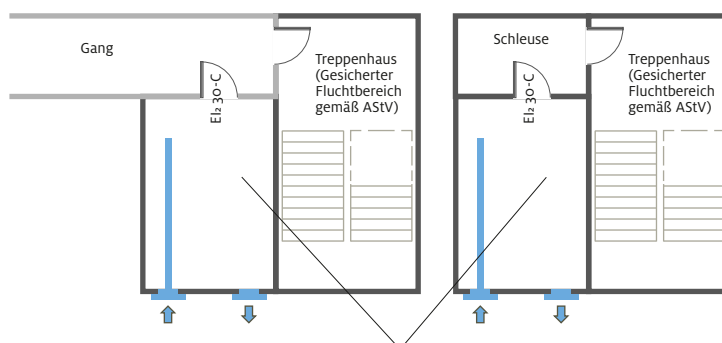 Gang
EI₂ 30-C
Treppenhaus
(Gesicherter
Fluchtbereich
gemäß AStV)
Schleuse
EI₂ 30-C
Treppenhaus
(Gesicherter
Fluchtbereich
gemäß AStV)